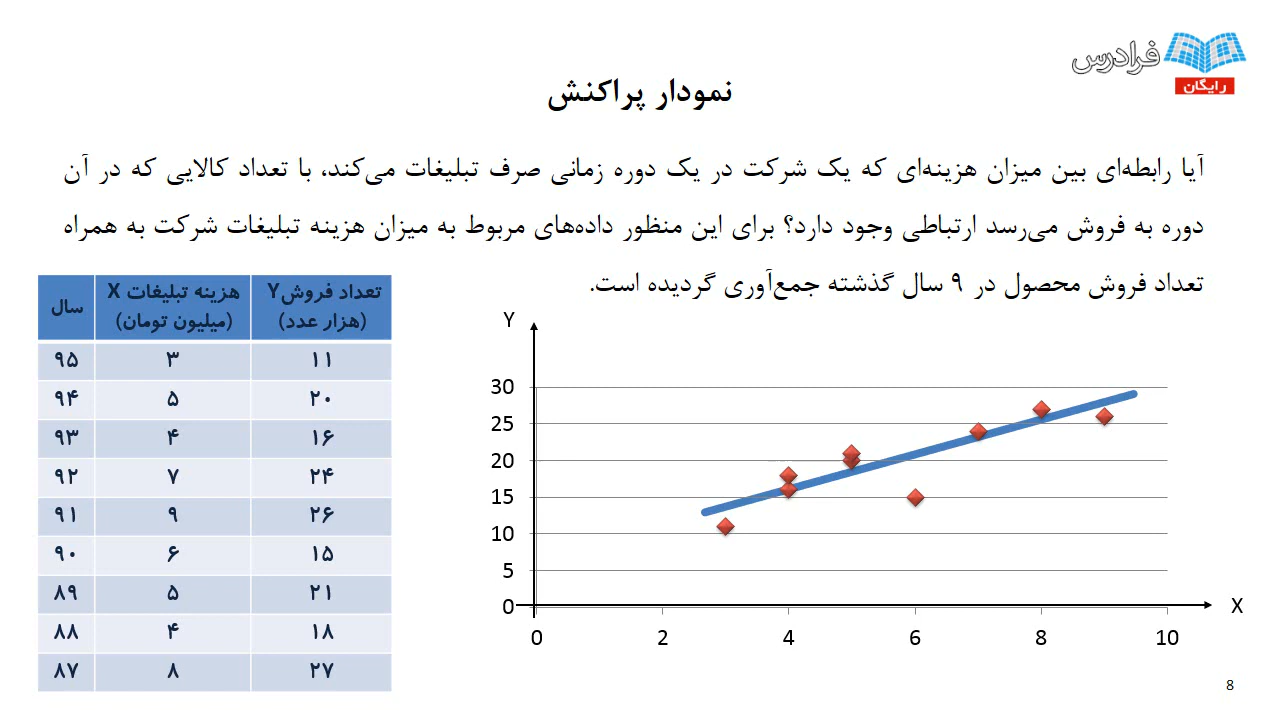 فرادرس
رایگان
نمودار پراکنش
آیا رابطه‌ای بین میزان هزینه‌ای که یک شرکت در یک دوره زمانی صرف تبلیغات می‌کند، با تعداد کالایی که در آن
دوره به فروش می‌رسد ارتباطی وجود دارد؟ برای این منظور داده‌های مربوط به میزان هزینه تبلیغات شرکت به همراه
تعداد فروش محصول در ۹ سال گذشته جمع‌آوری گردیده است.
سال هزینه تبلیغات X تعداد فروش Y
(میلیون تومان) (هزار عدد)
۹۵ ۳ ۱۱
۹۴ ۵ ۲۰
۹۳ ۴ ۱۶
۹۲ ۷ ۲۴
۹۱ ۹ ۲۶
۹۰ ۶ ۱۵
۸۹ ۵ ۲۱
۸۸ ۴ ۱۸
۸۷ ۸ ۲۷
Y
30
25
20
15
10
5
0
X
0 2 4 6 8 10
8